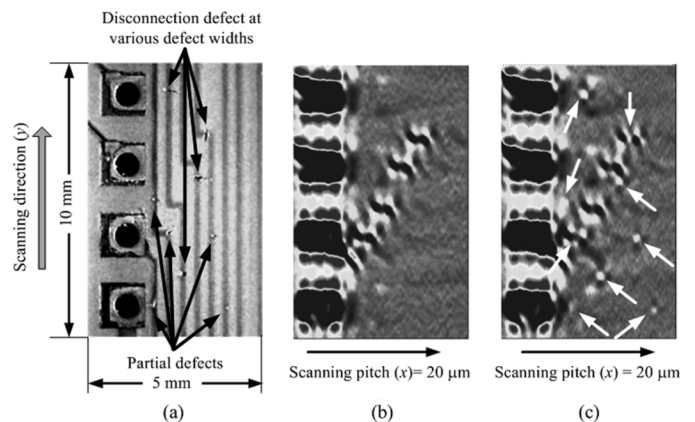 Disconnection defect at
various defect widths
Scanning direction (y)
10 mm
Partial defects
5 mm
Scanning pitch (x)= 20 μm
Scanning pitch (x) = 20 μm
(a)
(b)
(c)